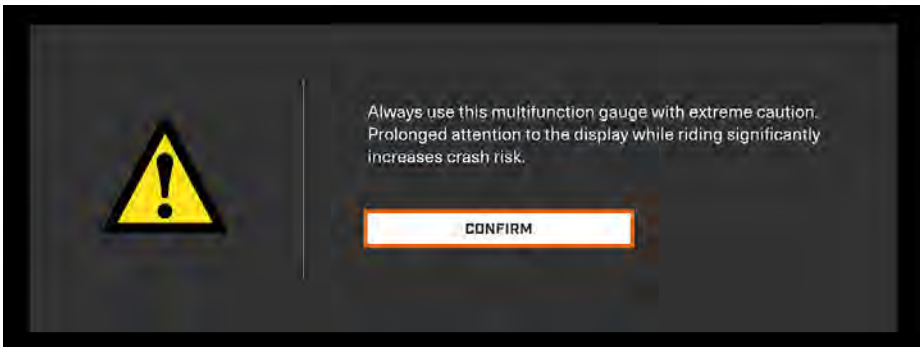 Always use this multifunction gauge with extreme caution.
Prolonged attention to the display while riding significantly
increases crash risk.
CONFIRM